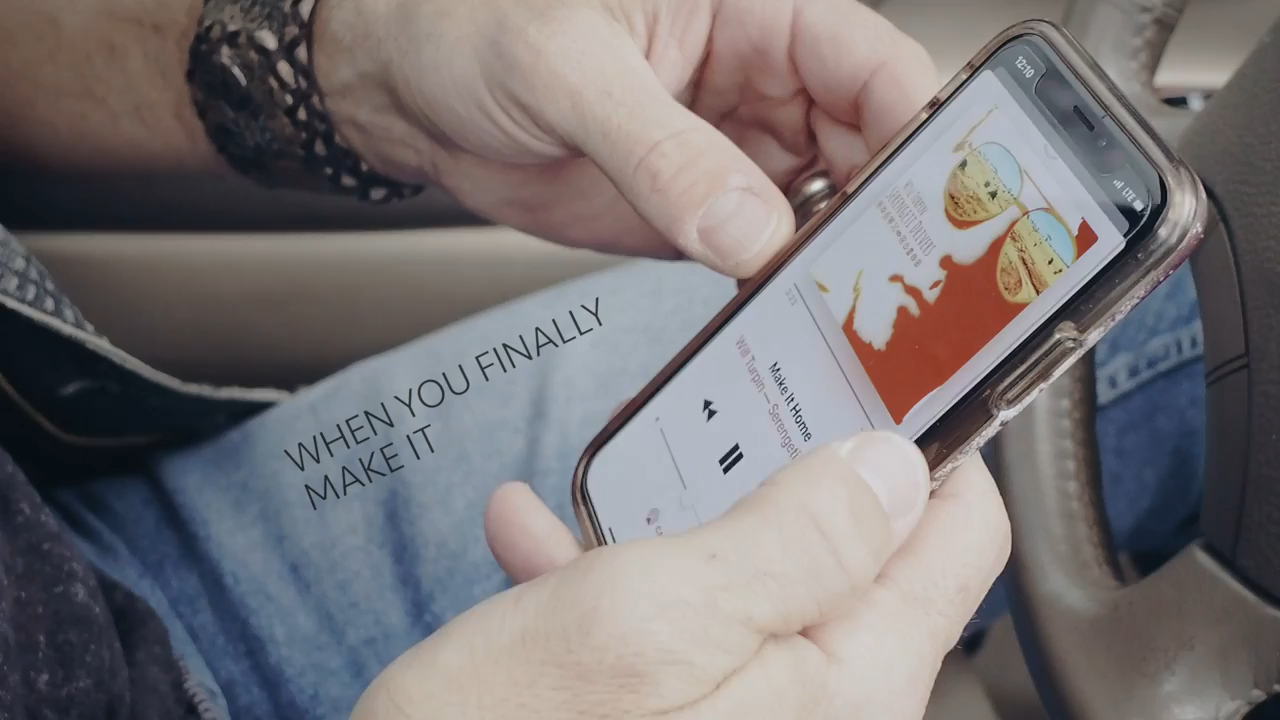 WHEN YOU FINALLY
MAKE IT
12:10
LTE
WILL TURPIN
SERENGETI DRIVERS
Make It Home
Will Turpin — Serengeti